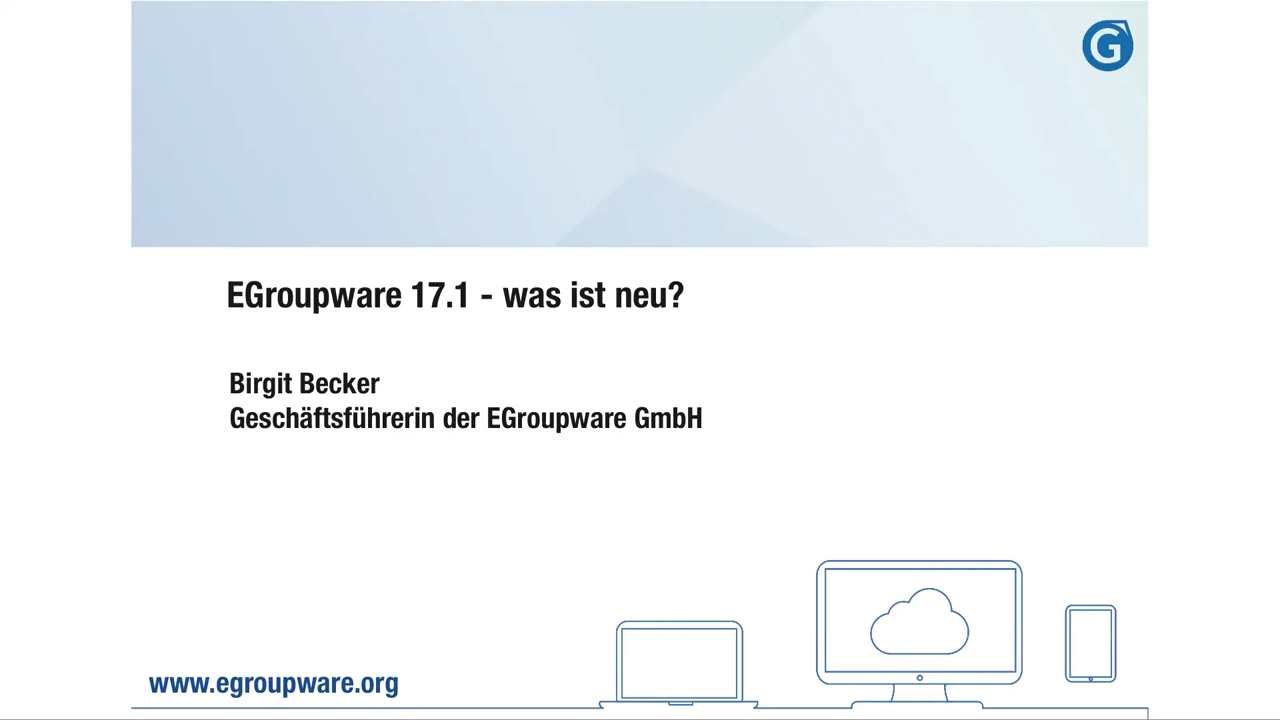 G
EGroupware 17.1 - was ist neu?
Birgit Becker
Geschäftsführerin der EGroupware GmbH
www.egroupware.org